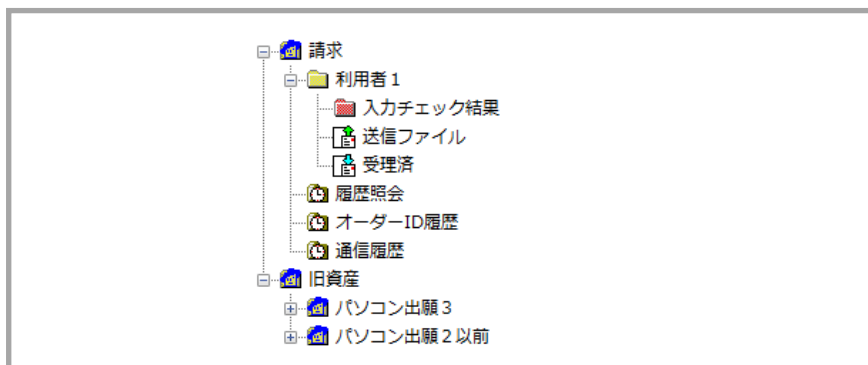 請求
利用者１
入力チェック結果
送信ファイル
受理済
履歴照会
オーダーID履歴
通信履歴
旧資産
パソコン出願３
パソコン出願２以前